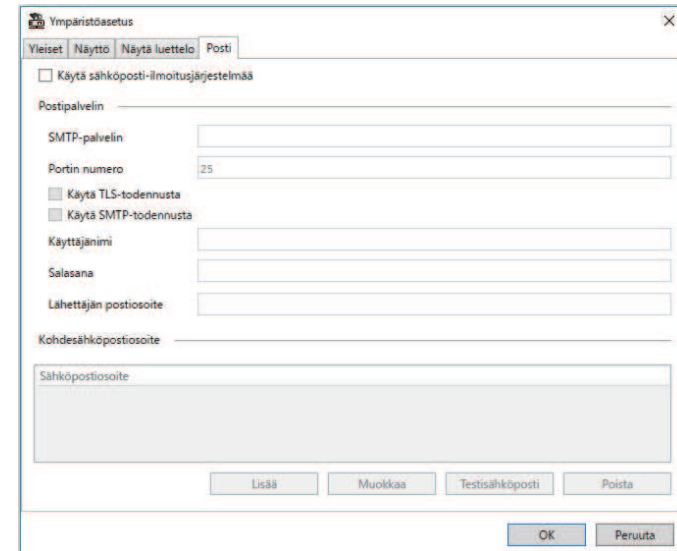 Ympäristöasetus
Yleiset Näyttö Näytä luettelo Posti
Käytä sähköposti-ilmoitusjärjestelmää
Postipalvelin
SMTP-palvelin
Portin numero 25
Käytä TLS-todennusta
Käytä SMTP-todennusta
Käyttäjänimi
Salasana
Lähettäjän postiosoite
Kohdesähköpostiosoite
Sähköpostiosoite
Lisää Muokkaa Testisähköposti Poista
OK Peruuta